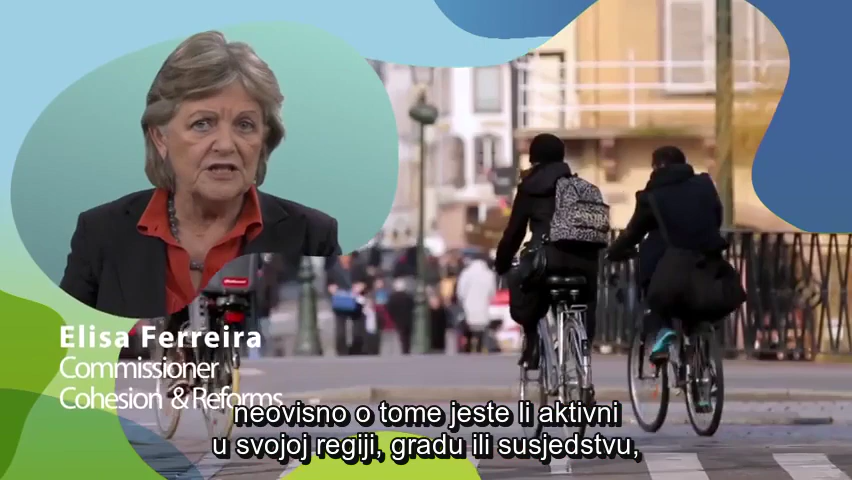 Elisa Ferreira
Commissioner
Cohesion & Reforms
neovisno o tome jeste li aktivni
u svojoj regiji, gradu ili susjedstvu,